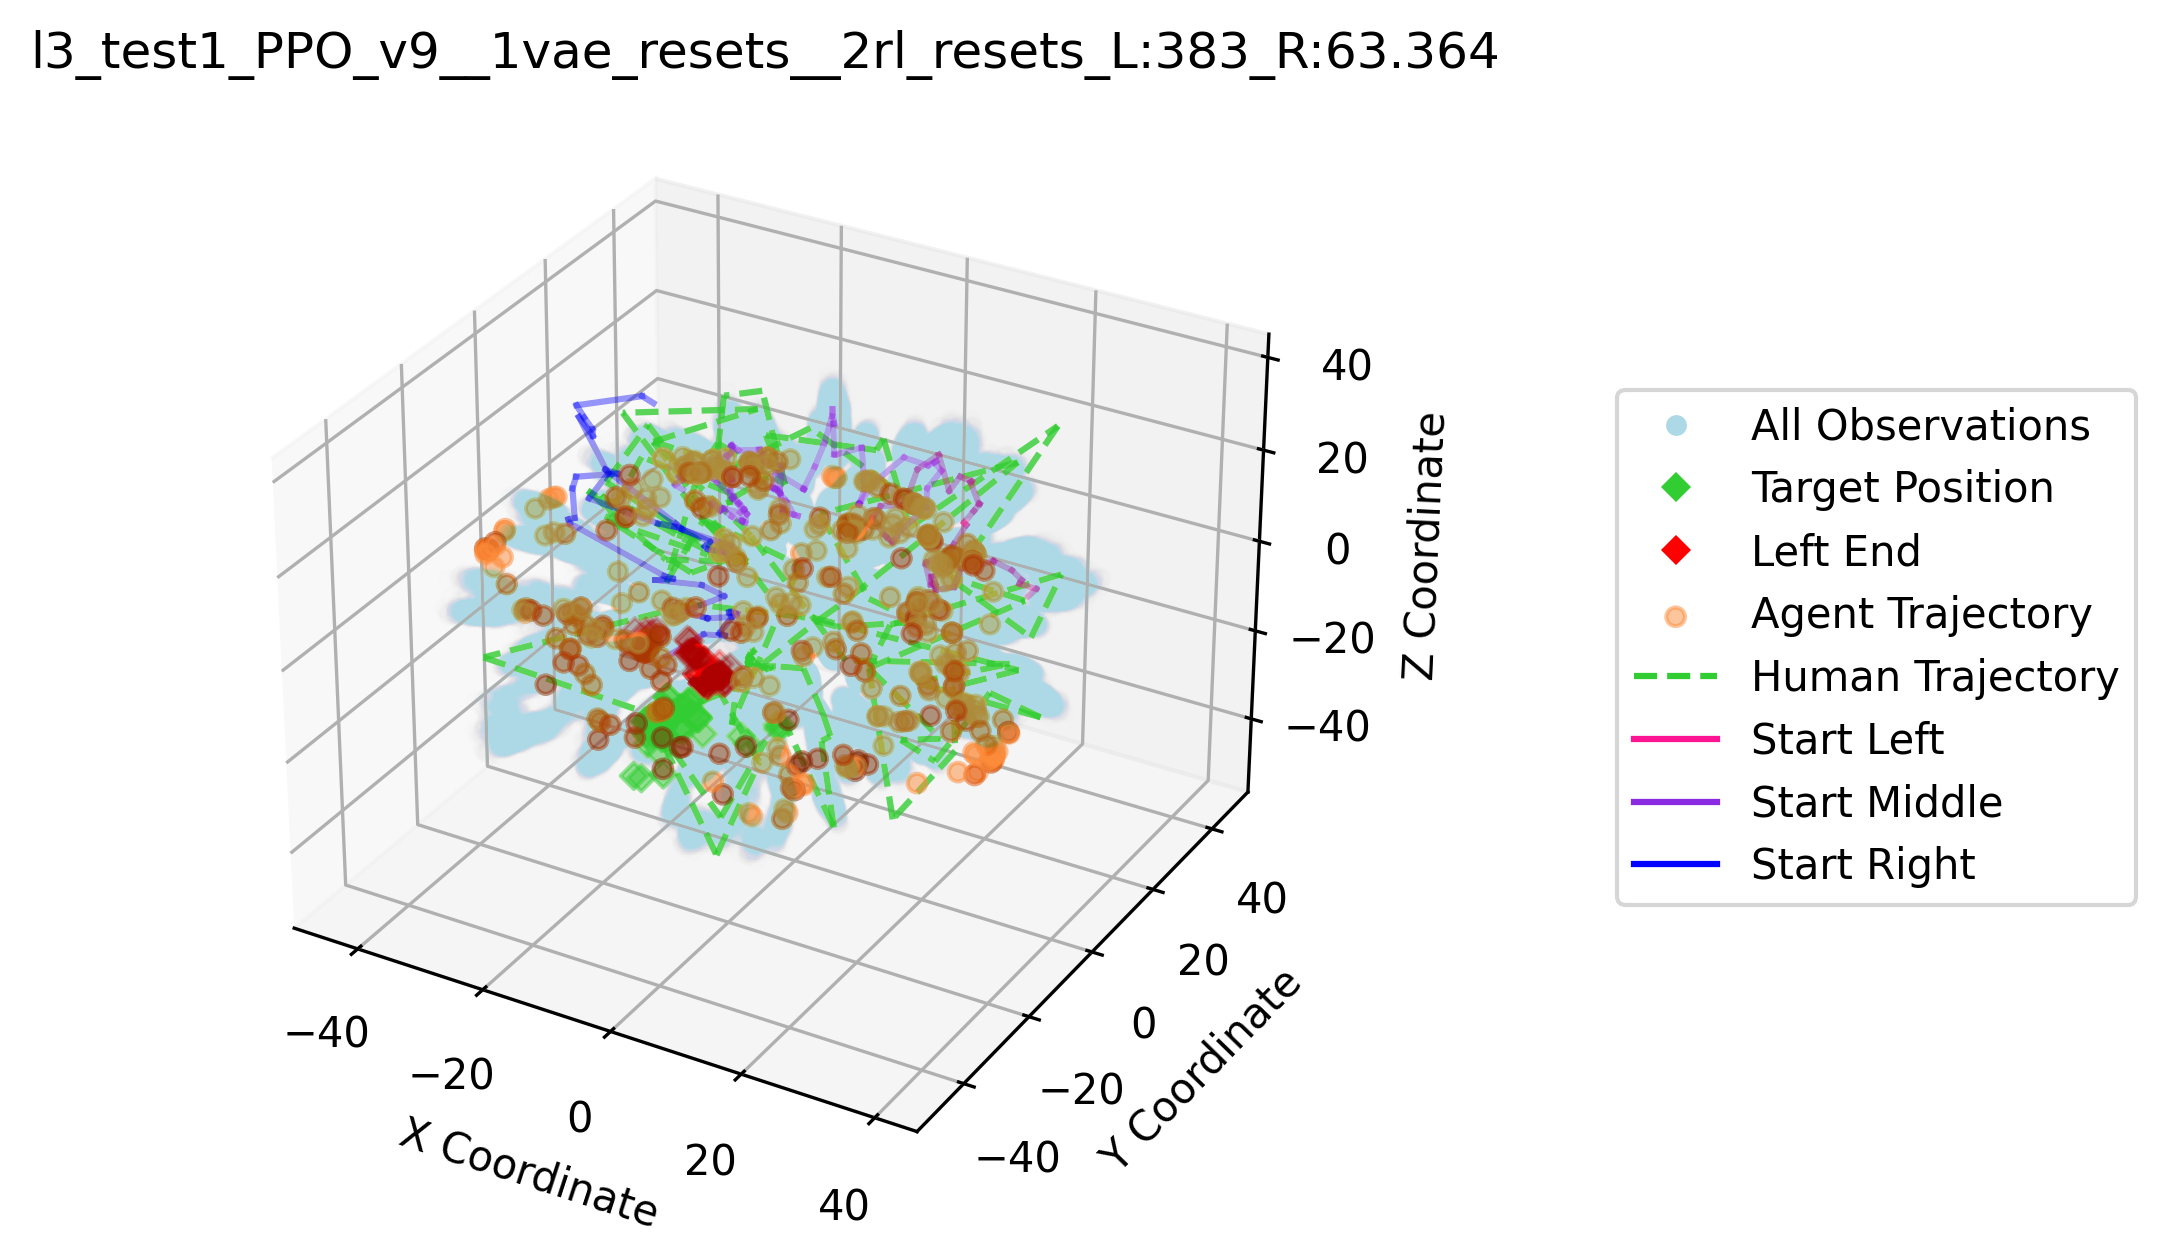 l3_test1_PPO_v9__1vae_resets__2rl_resets_L:383_R:63.364
40
20
0
−20
−40
Z Coordinate
−40
−20
0
20
40
X Coordinate
−40
−20
0
20
40
Y Coordinate
All Observations
Target Position
Left End
Agent Trajectory
Human Trajectory
Start Left
Start Middle
Start Right